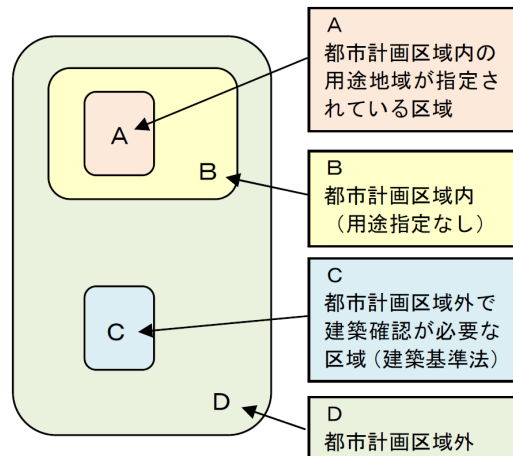 A
B
C
D
A
都市計画区域内の
用途地域が指定さ
れている区域
B
都市計画区域内
（用途指定なし）
C
都市計画区域外で
建築確認が必要な
区域（建築基準法）
D
都市計画区域外